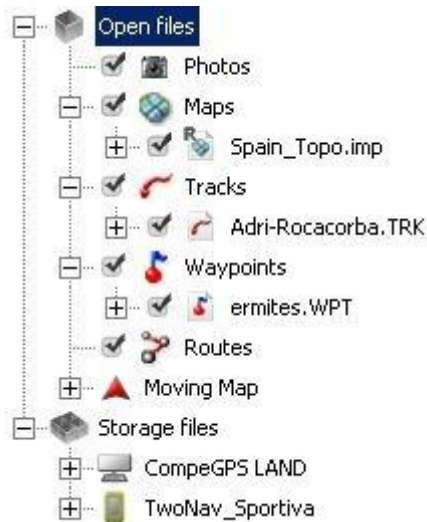 Open files
Photos
Maps
R
Spain_Topo.imp
Tracks
Adri-Rocacorba.TRK
Waypoints
ermites.WPT
Routes
Moving Map
Storage files
CompeGPS LAND
TwoNav_Sportiva